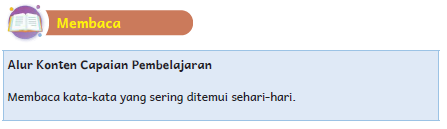 Membaca
Alur Konten Capaian Pembelajaran
Membaca kata-kata yang sering ditemui sehari-hari.